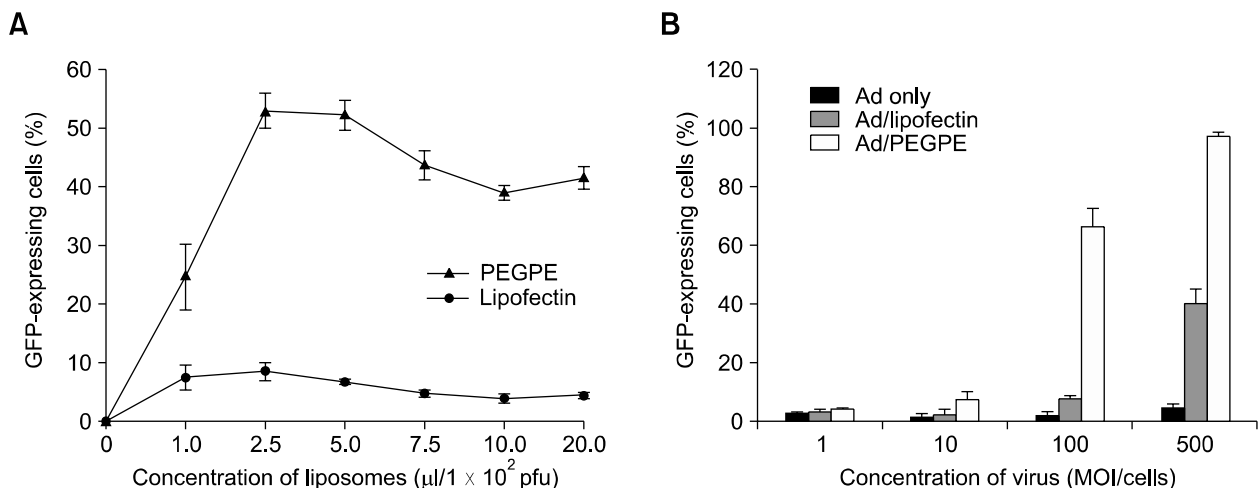 A
GFP-expressing cells (%)
60
50
40
30
20
10
0
PEGPE
Lipofectin
0 1.0 2.5 5.0 7.5 10.0 20.0
Concentration of liposomes (μl/1 × 10² pfu)
B
GFP-expressing cells (%)
120
100
80
60
40
20
0
Ad only
Ad/lipofectin
Ad/PEGPE
1 10 100 500
Concentration of virus (MOI/cells)